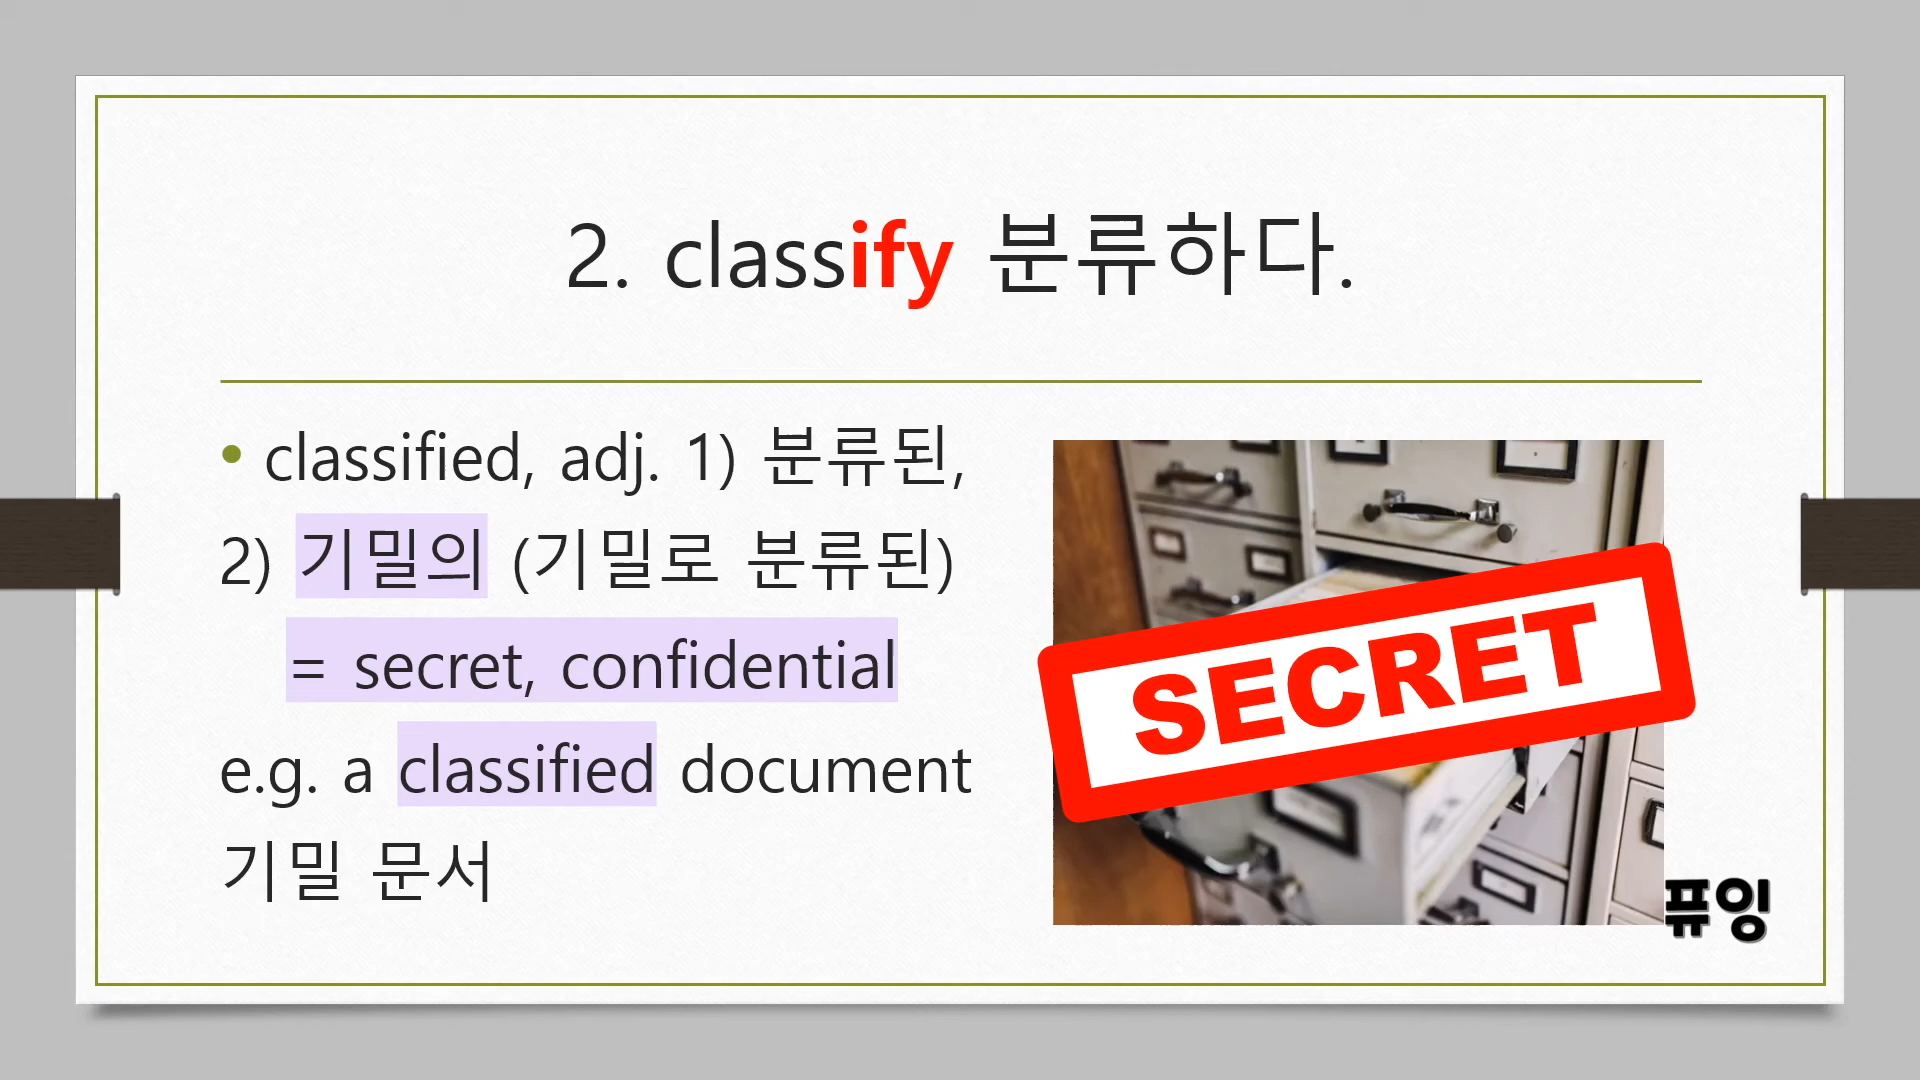 2. classify 분류하다.
• classified, adj. 1) 분류된,
2) 기밀의 (기밀로 분류된)
= secret, confidential
e.g. a classified document
기밀 문서
SECRET
퓨잉